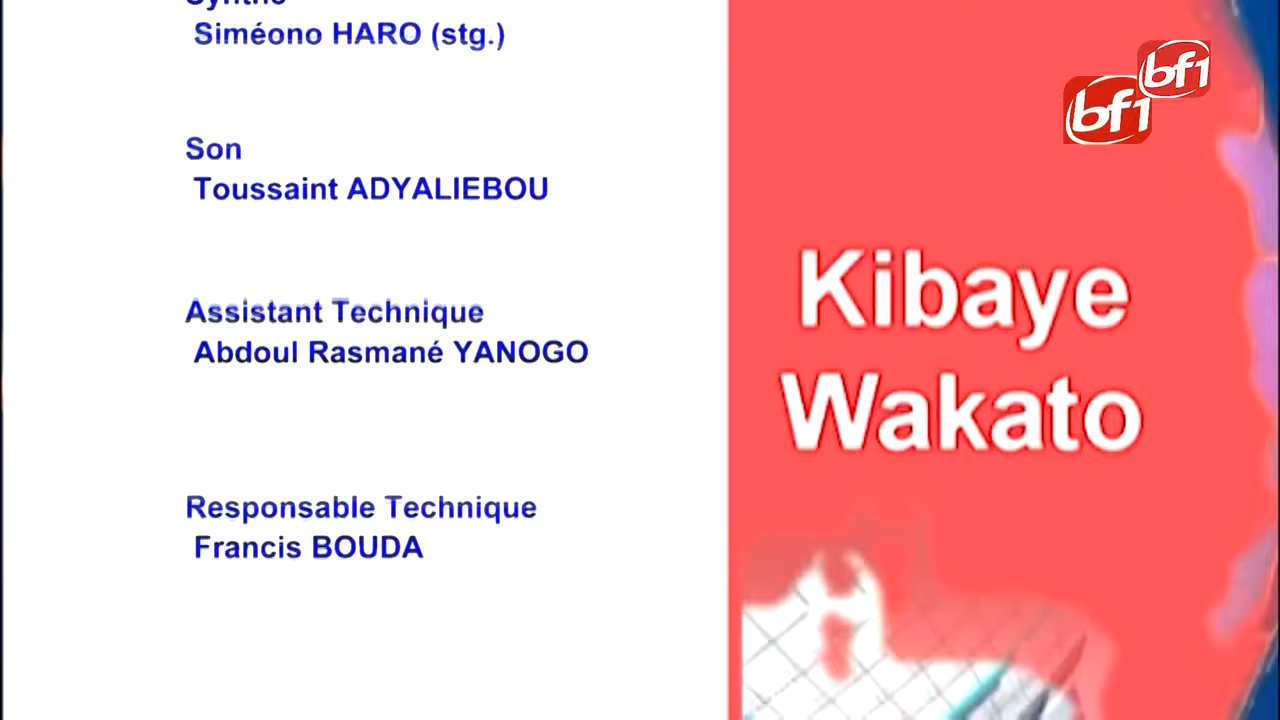 Synthé
Siméono HARO (stg.)
Son
Toussaint ADYALIEBOU
Assistant Technique
Abdoul Rasmané YANOGO
Responsable Technique
Francis BOUDA
bf1
bf1
Kibaye
Wakato